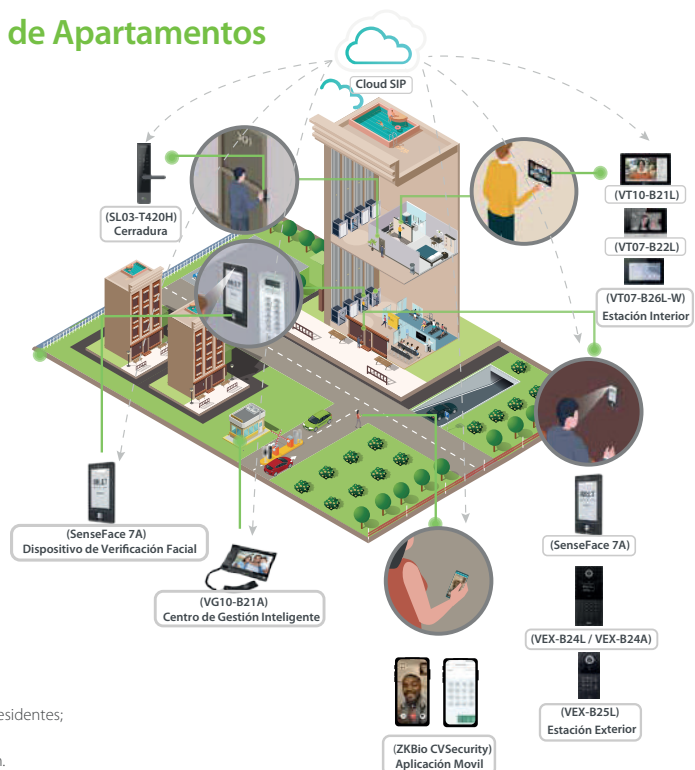 de Apartamentos
Cloud SIP
(SL03-T420H)
Cerradura
(VT10-B21L)
(VT07-B22L)
(VT07-B26L-W)
Estación Interior
(SenseFace 7A)
Dispositivo de Verificación Facial
(VG10-B21A)
Centro de Gestión Inteligente
(SenseFace 7A)
(VEX-B24L / VEX-B24A)
(VEX-B25L)
Estación Exterior
(ZKBio CVSecurity)
Aplicación Movil
esidentes;
n.